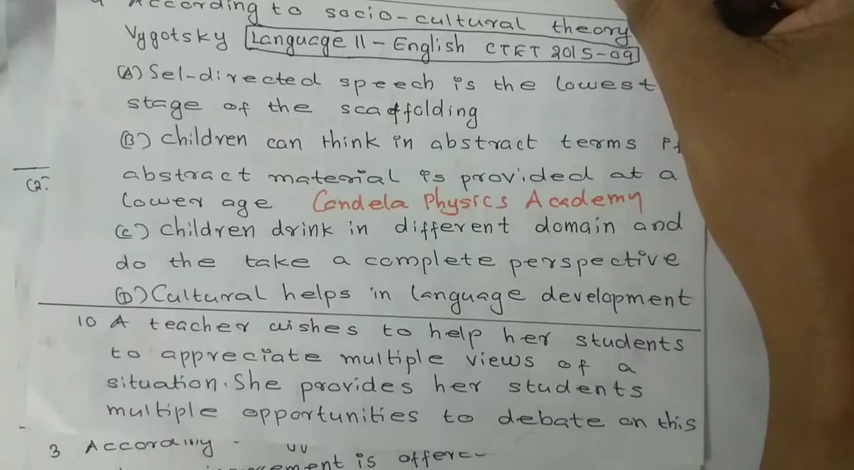 According to socio-cultural theory
Vygotsky Language II - English CTET 2015-09
(A) Sel-directed speech is the lowest
stage of the scaffolding
(B) children can think in abstract terms if
abstract material is provided at a
lower age Candela Physics Academy
(C) children drink in different domain and
do the take a complete perspective
(D) Cultural helps in language development
10 A teacher wishes to help her students
to appreciate multiple views of a
situation. She provides her students
multiple opportunities to debate on this
3 According
is